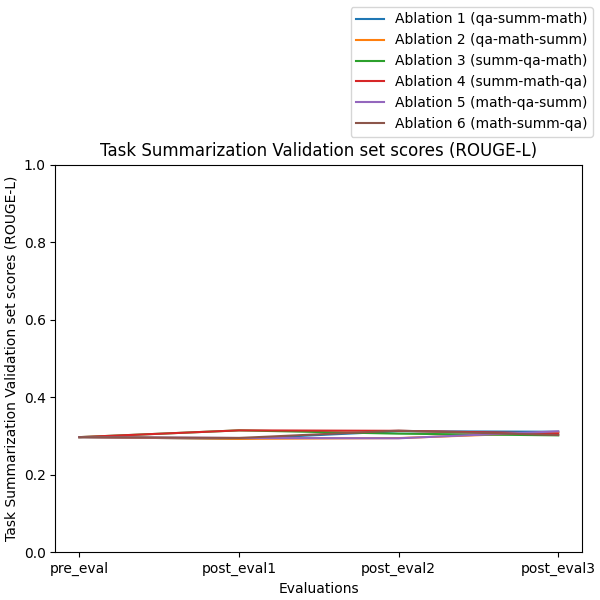 Ablation 1 (qa-summ-math)
Ablation 2 (qa-math-summ)
Ablation 3 (summ-qa-math)
Ablation 4 (summ-math-qa)
Ablation 5 (math-qa-summ)
Ablation 6 (math-summ-qa)
Task Summarization Validation set scores (ROUGE-L)
Task Summarization Validation set scores (ROUGE-L)
1.0
0.8
0.6
0.4
0.2
0.0
pre_eval
post_eval1
post_eval2
post_eval3
Evaluations